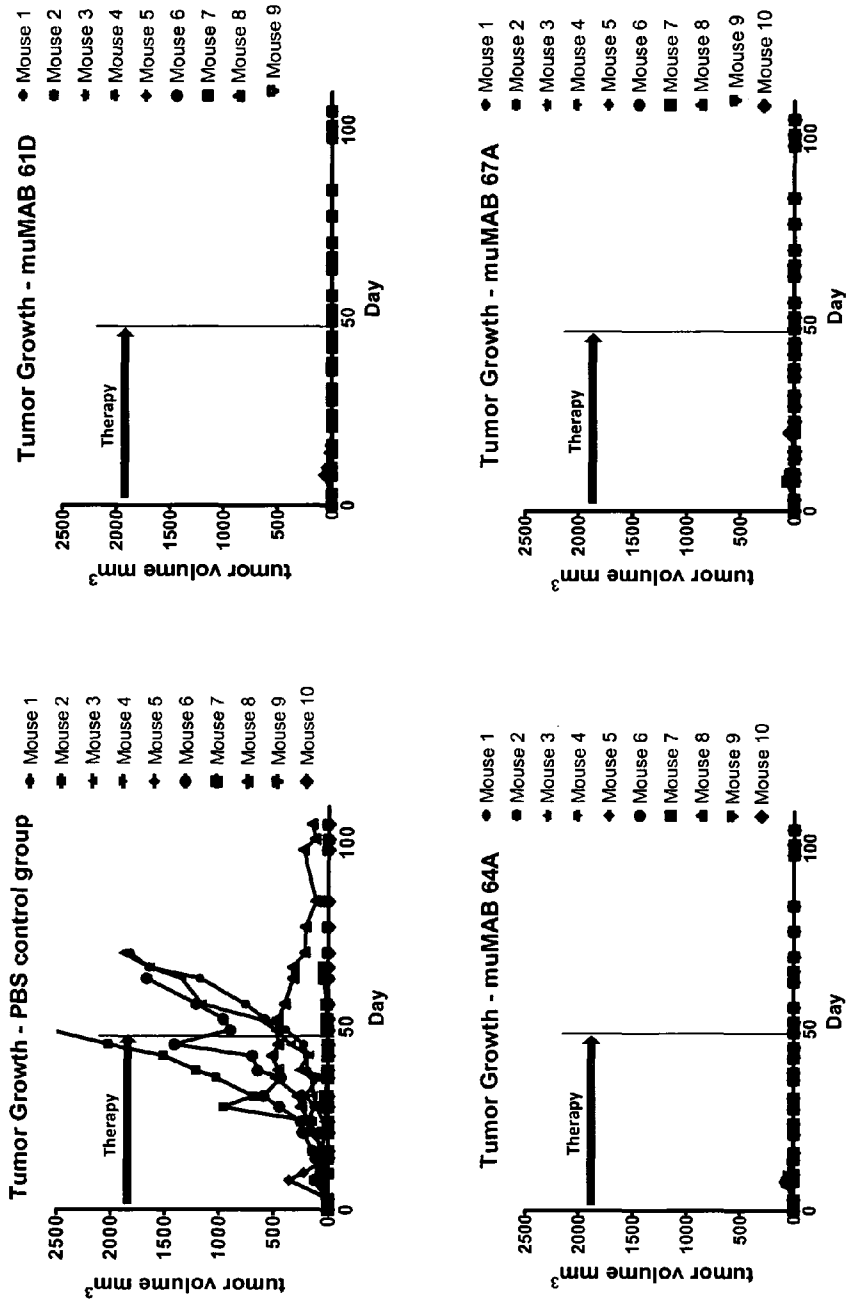 Tumor Growth - PBS control group
2500
2000
1500
1000
500
0
tumor volume mm³
0
50
100
Day
Therapy
Mouse 1
Mouse 2
Mouse 3
Mouse 4
Mouse 5
Mouse 6
Mouse 7
Mouse 8
Mouse 9
Mouse 10
Tumor Growth - muMAB 61D
2500
2000
1500
1000
500
0
tumor volume mm³
0
50
100
Day
Therapy
Mouse 1
Mouse 2
Mouse 3
Mouse 4
Mouse 5
Mouse 6
Mouse 7
Mouse 8
Mouse 9
Tumor Growth - muMAB 64A
2500
2000
1500
1000
500
0
tumor volume mm³
0
50
100
Day
Therapy
Mouse 1
Mouse 2
Mouse 3
Mouse 4
Mouse 5
Mouse 6
Mouse 7
Mouse 8
Mouse 9
Mouse 10
Tumor Growth - muMAB 67A
2500
2000
1500
1000
500
0
tumor volume mm³
0
50
100
Day
Therapy
Mouse 1
Mouse 2
Mouse 3
Mouse 4
Mouse 5
Mouse 6
Mouse 7
Mouse 8
Mouse 9
Mouse 10